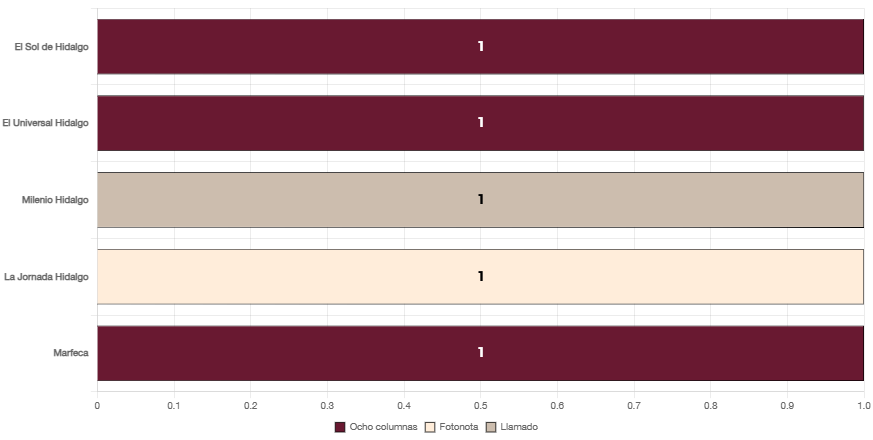 El Sol de Hidalgo
1
El Universal Hidalgo
1
Milenio Hidalgo
1
La Jornada Hidalgo
1
Marfeca
1
0 0.1 0.2 0.3 0.4 0.5 0.6 0.7 0.8 0.9 1.0
Ocho columnas Fotonota Llamado